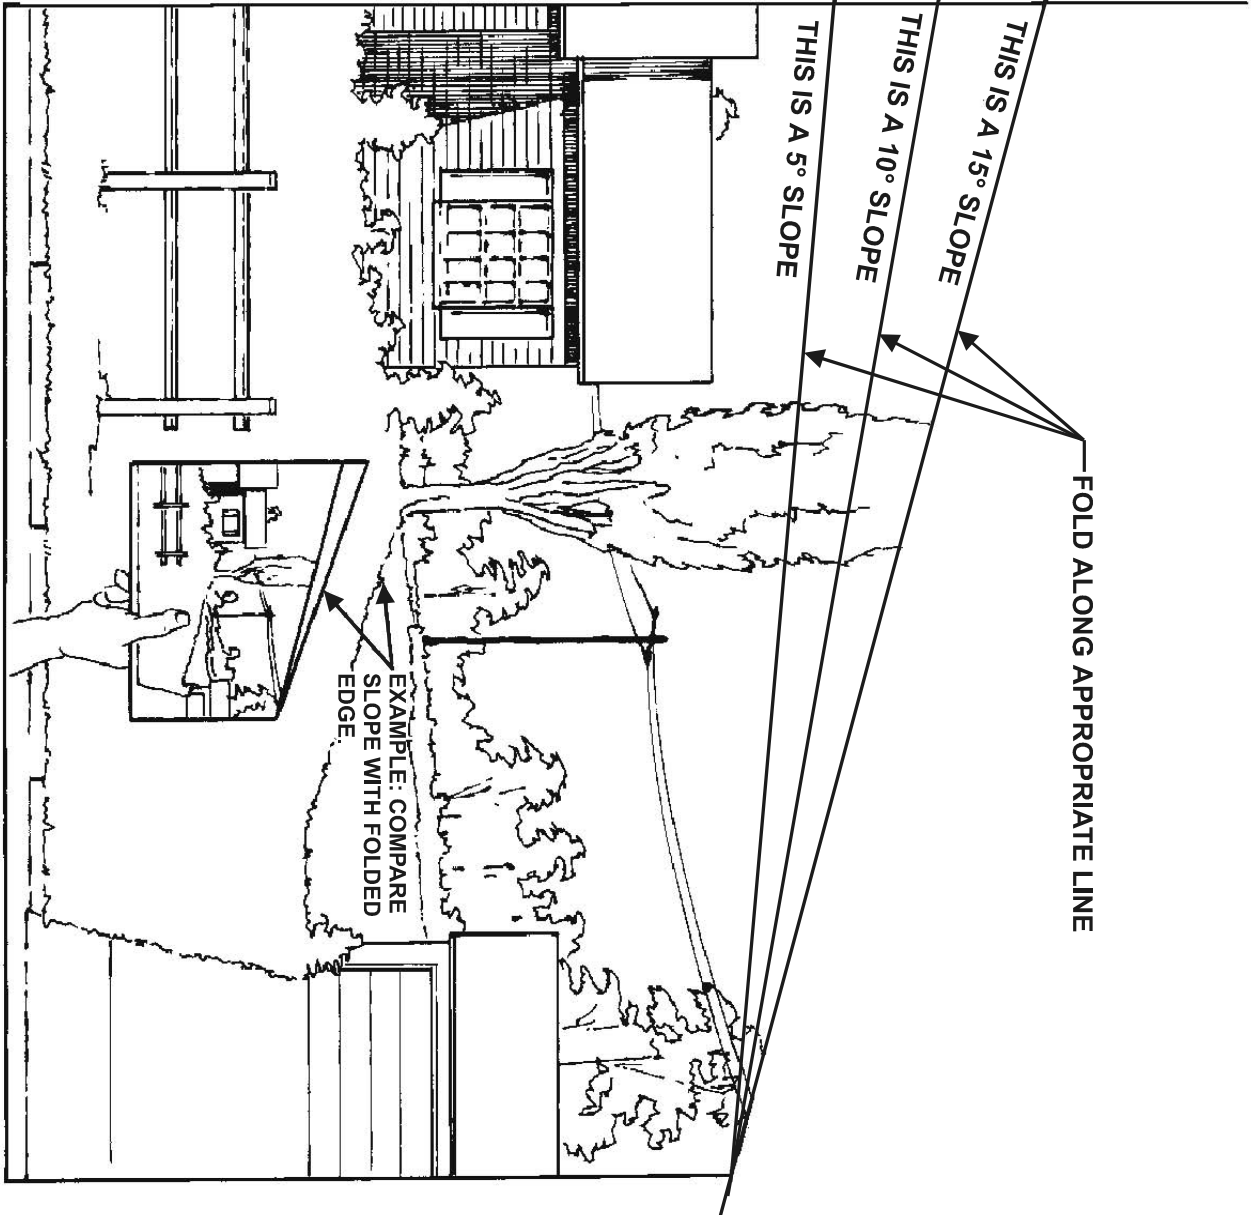 FOLD ALONG APPROPRIATE LINE
THIS IS A 15° SLOPE
THIS IS A 10° SLOPE
THIS IS A 5° SLOPE
EXAMPLE: COMPARE
SLOPE WITH FOLDED
EDGE.